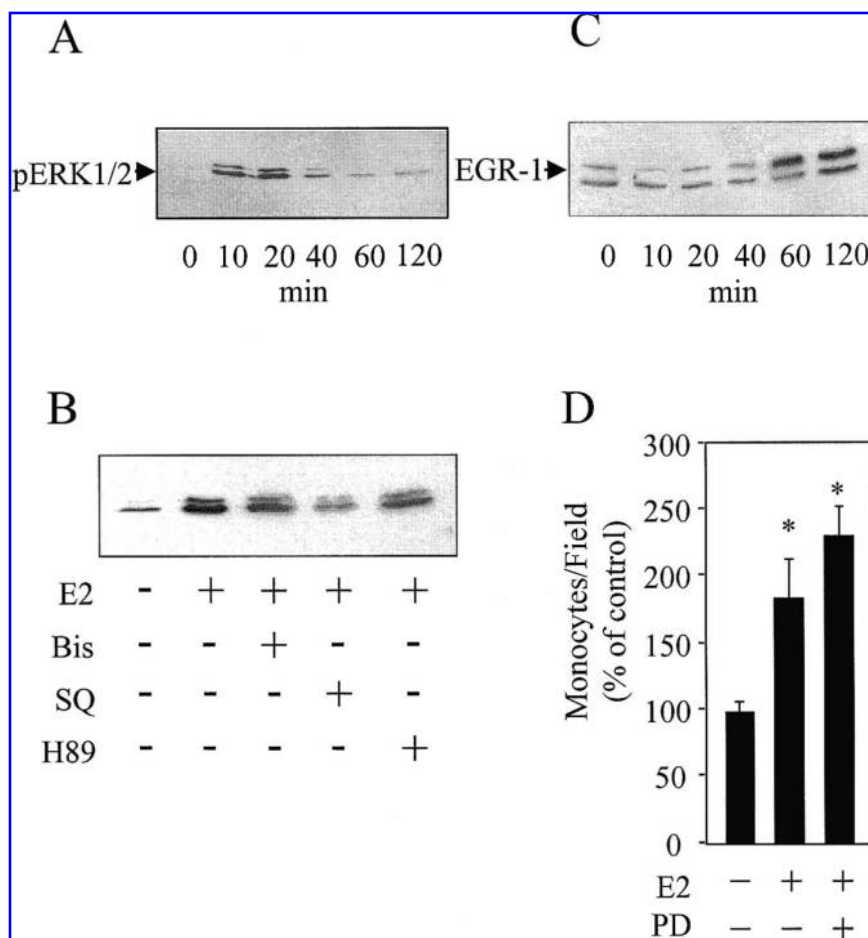 A
pERK1/2
0 10 20 40 60 120
min
C
EGR-1
0 10 20 40 60 120
min
B
E2 - + + + +
Bis - - + - -
SQ - - - + -
H89 - - - - +
D
Monocytes/Field
(% of control)
300
250
200
150
100
50
0
* *
E2 - + +
PD - - +